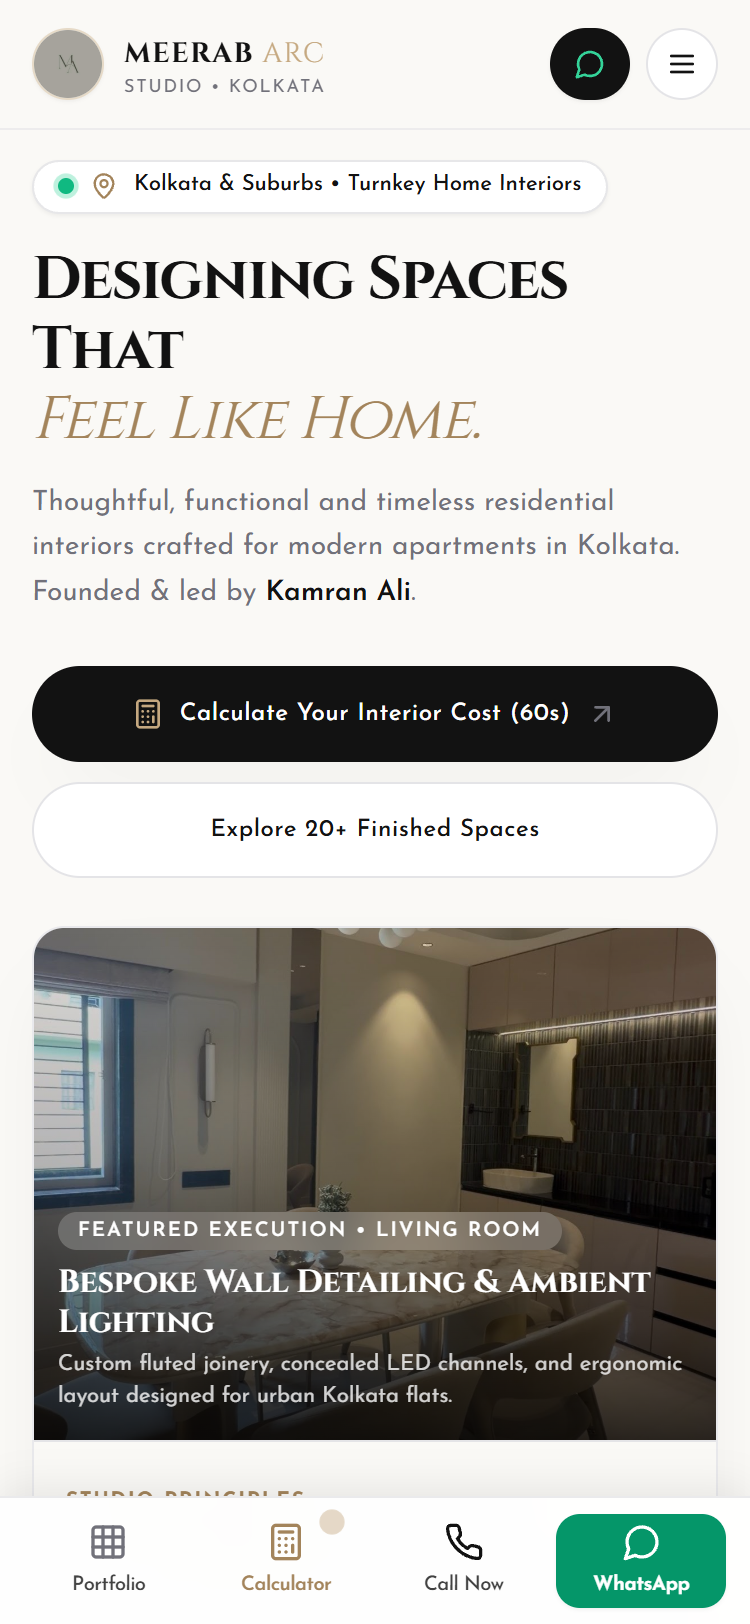 MA
MEERAB ARC
STUDIO • KOLKATA
Kolkata & Suburbs • Turnkey Home Interiors
DESIGNING SPACES
THAT
FEEL LIKE HOME.
Thoughtful, functional and timeless residential
interiors crafted for modern apartments in Kolkata.
Founded & led by Kamran Ali.
Calculate Your Interior Cost (60s)
Explore 20+ Finished Spaces
FEATURED EXECUTION • LIVING ROOM
BESPOKE WALL DETAILING & AMBIENT
LIGHTING
Custom fluted joinery, concealed LED channels, and ergonomic
layout designed for urban Kolkata flats.
STUDIO PRINCIPLES
Portfolio
Calculator
Call Now
WhatsApp